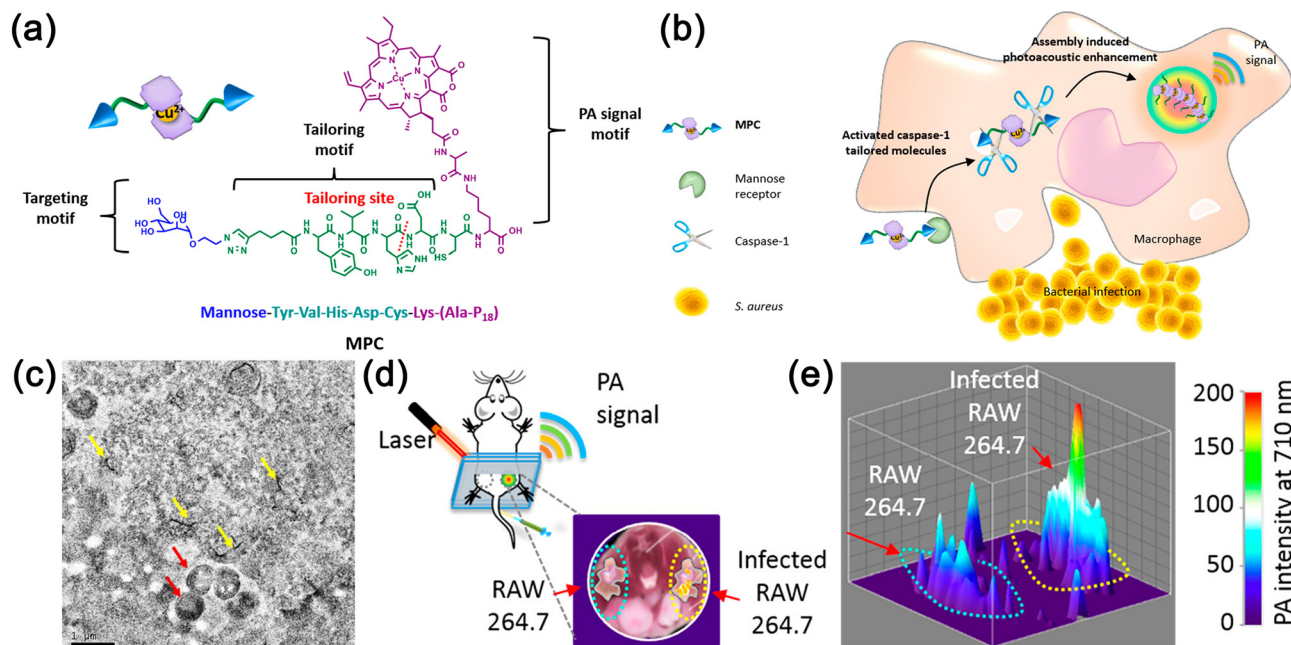 (a)
Cu²⁺
Targeting
motif
Tailoring
motif
Tailoring site
PA signal
motif
Mannose-Tyr-Val-His-Asp-Cys-Lys-(Ala-P₁₈)
MPC
(b)
MPC
Mannose
receptor
Caspase-1
S. aureus
Activated caspase-1
tailored molecules
Assembly induced
photoacoustic enhancement
PA
signal
Macrophage
Bacterial infection
(c)
1 μm
(d)
Laser
PA
signal
RAW
264.7
Infected
RAW
264.7
(e)
Infected
RAW
264.7
RAW
264.7
200
150
100
50
0
PA intensity at 710 nm